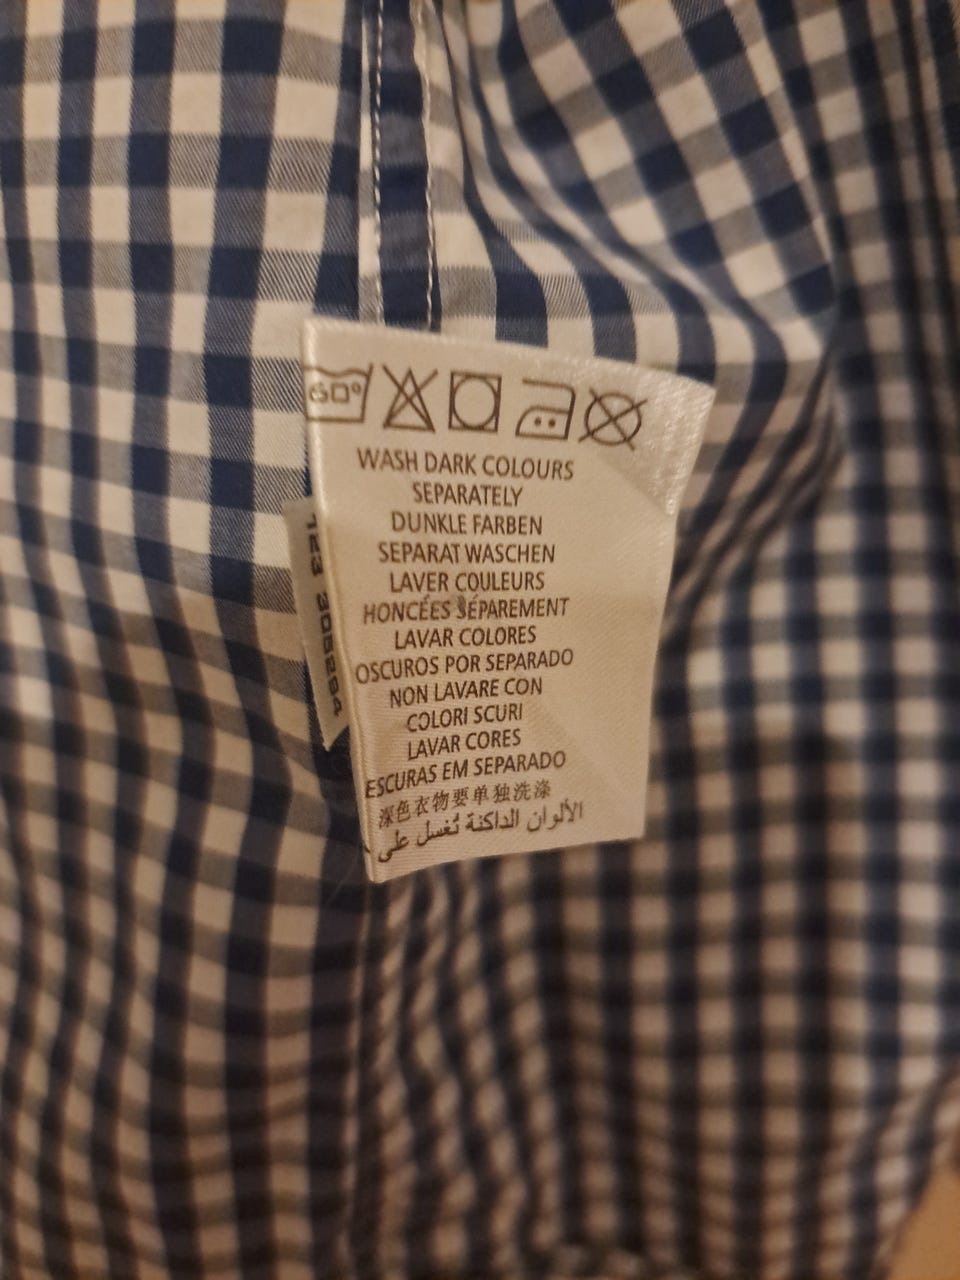 60°
WASH DARK COLOURS
SEPARATELY
DUNKLE FARBEN
SEPARAT WASCHEN
LAVER COULEURS
HONCÉES SÉPAREMENT
LAVAR COLORES
OSCUROS POR SEPARADO
NON LAVARE CON
COLORI SCURI
LAVAR CORES
ESCURAS EM SEPARADO
深色衣物要单独洗涤
الألوان الداكنة تُغسل على
123 306294